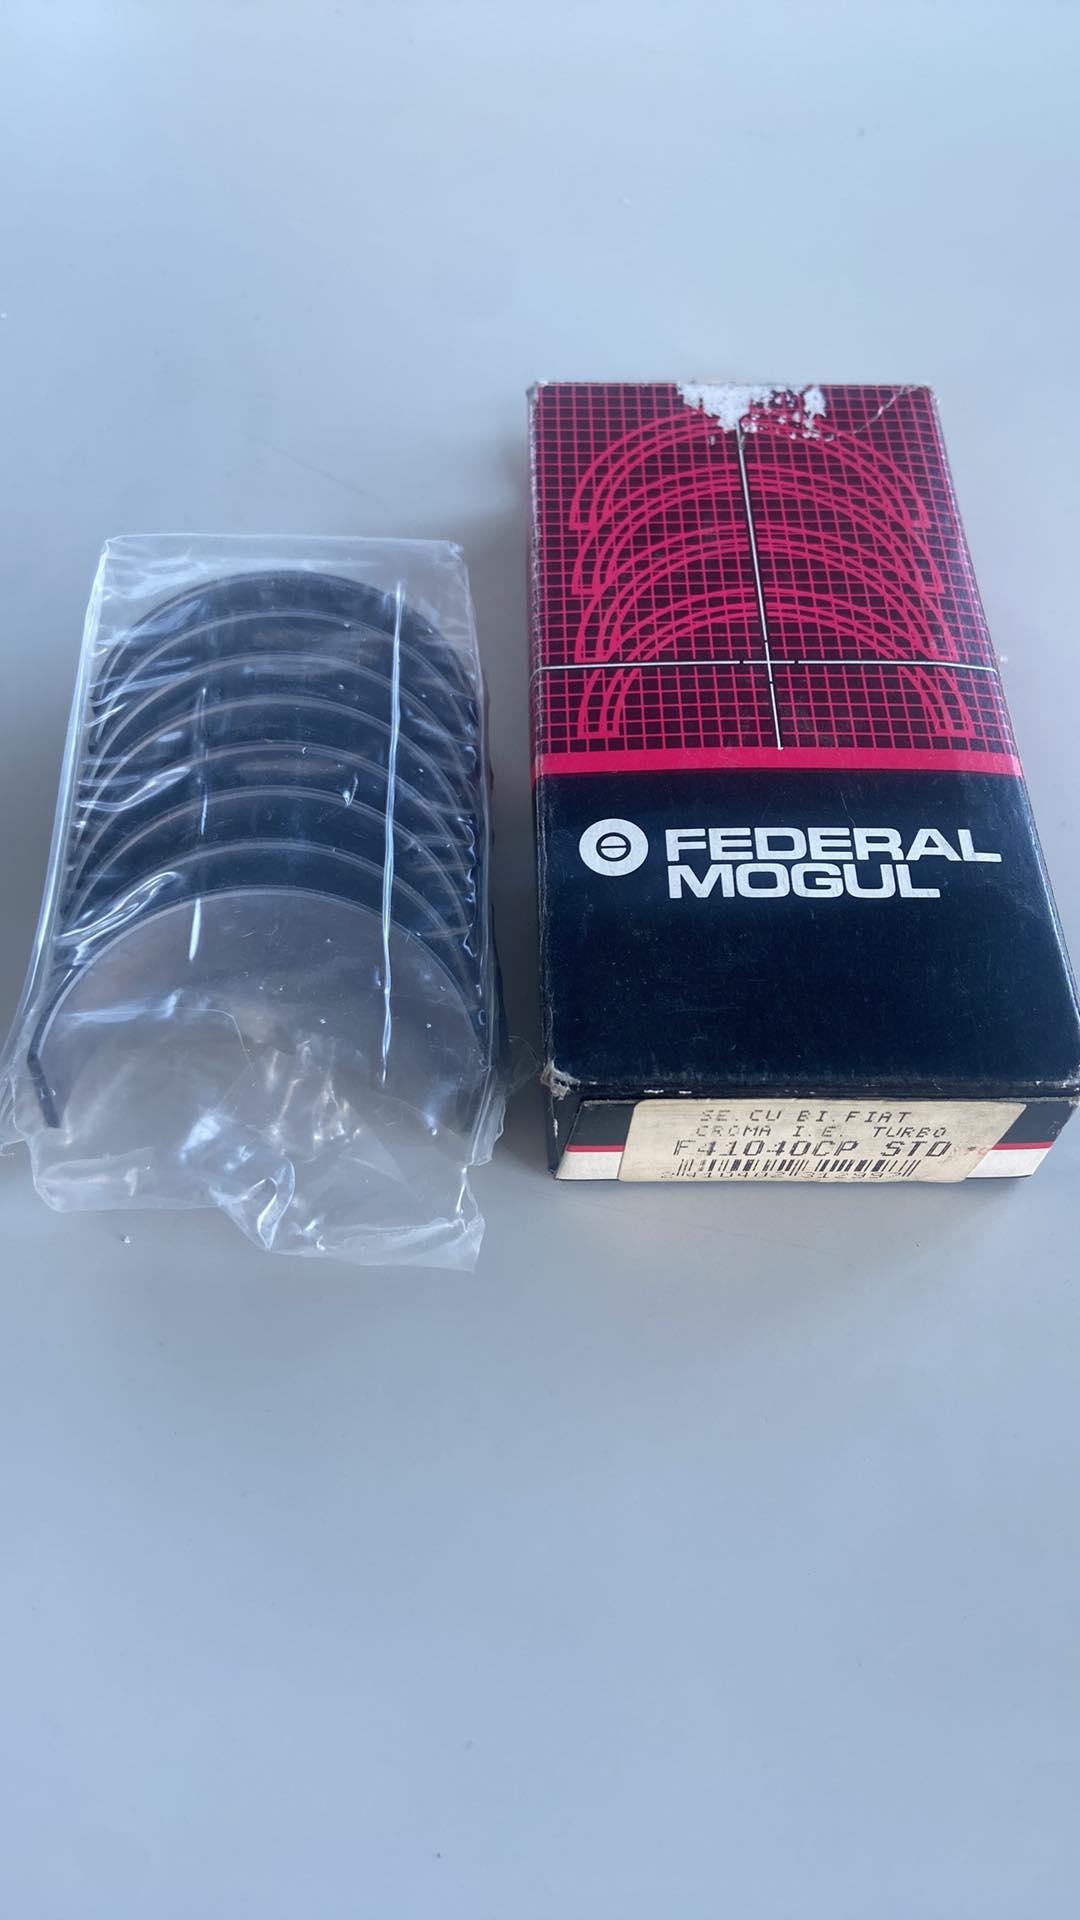 FEDERAL
MOGUL
SE.CU BI.FIAT
CROMA I.E. TURBO
F41040CP STD